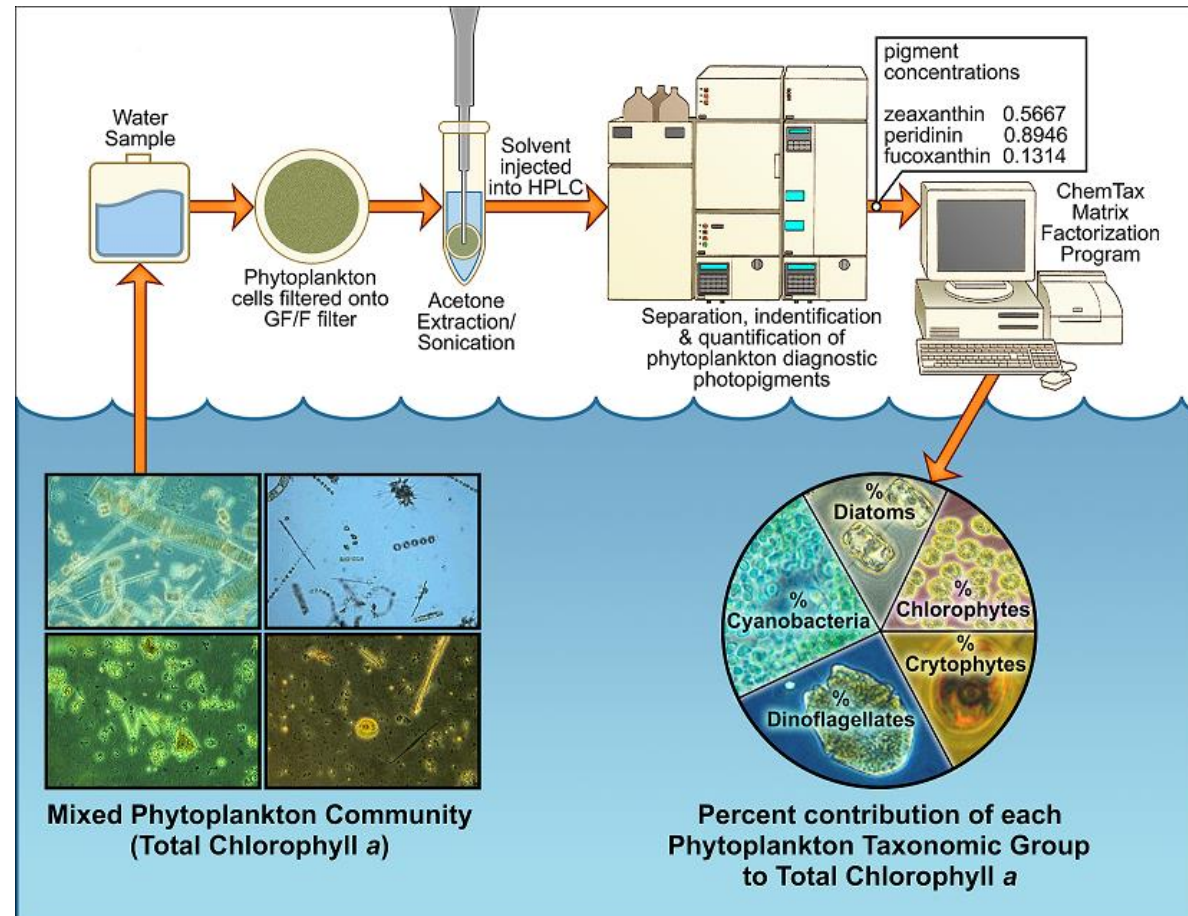 Water
Sample
Phytoplankton
cells filtered onto
GF/F filter
Acetone
Extraction/
Sonication
Solvent
injected
into HPLC
Separation, indentification
& quantification of
phytoplankton diagnostic
photopigments
pigment
concentrations
zeaxanthin 0.5667
peridinin 0.8946
fucoxanthin 0.1314
ChemTax
Matrix
Factorization
Program
%
Diatoms
%
Chlorophytes
%
Cyanobacteria
%
Crytophytes
%
Dinoflagellates
Mixed Phytoplankton Community
(Total Chlorophyll a)
Percent contribution of each
Phytoplankton Taxonomic Group
to Total Chlorophyll a